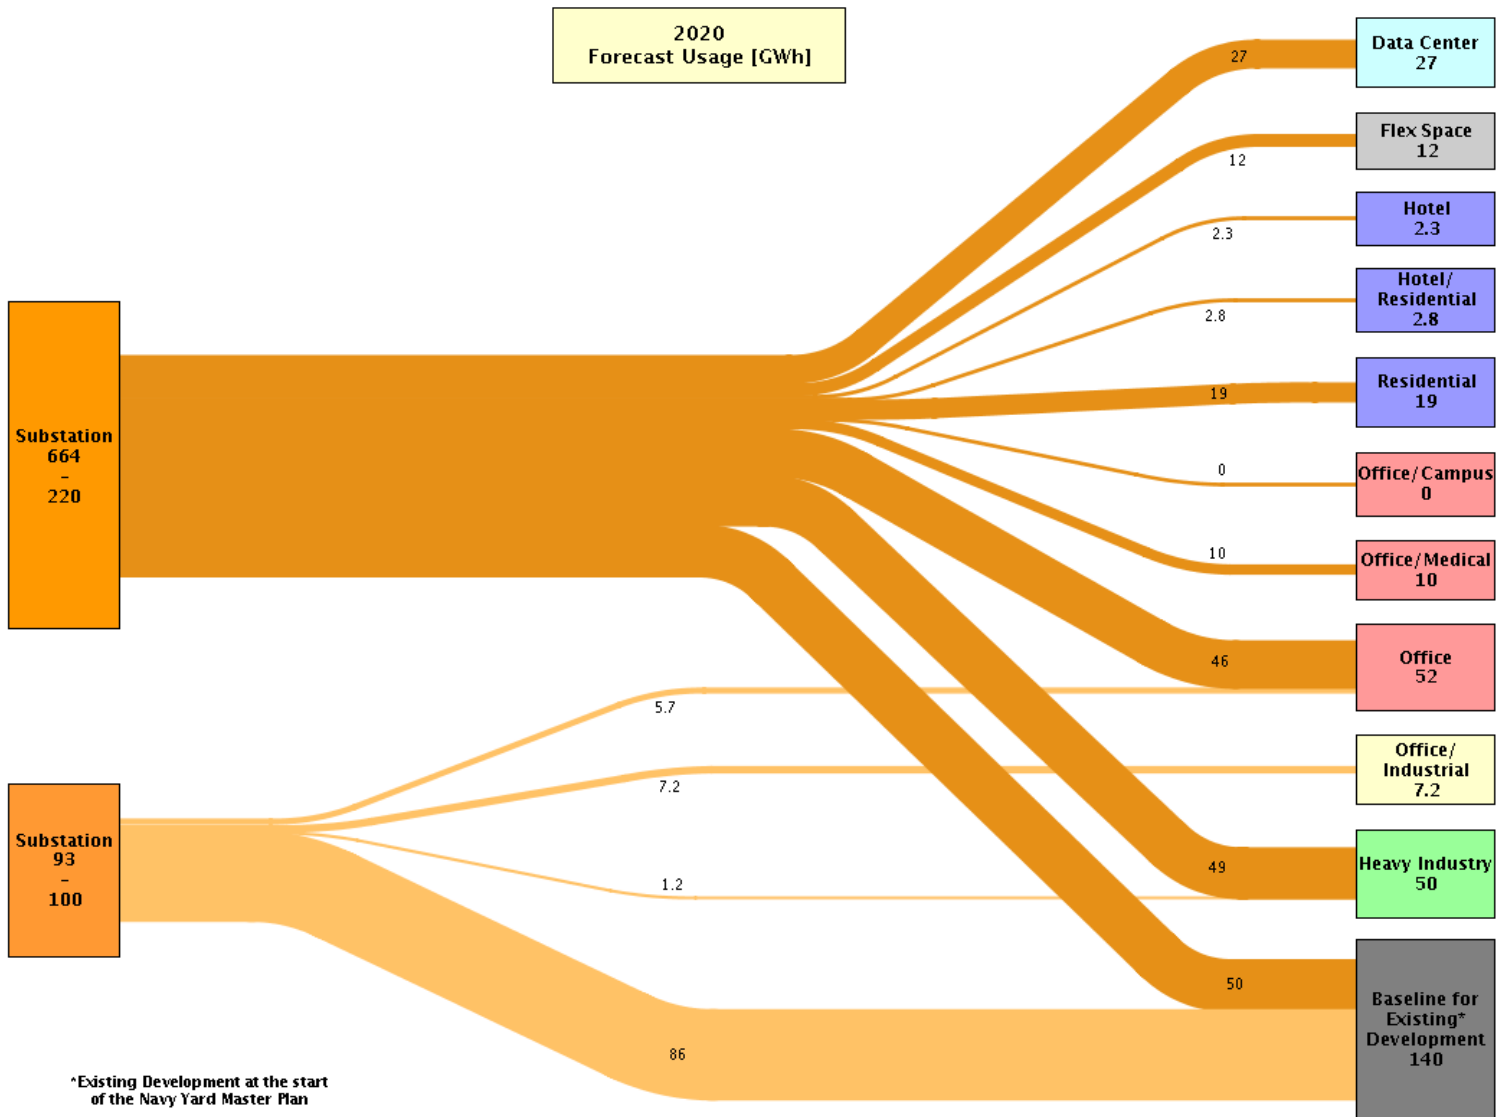 2020
Forecast Usage [GWh]
27
Data Center
27
12
Flex Space
12
2.3
Hotel
2.3
2.8
Hotel/
Residential
2.8
19
Residential
19
Substation
664
–
220
0
Office/Campus
0
10
Office/Medical
10
46
Office
52
5.7
7.2
Office/
Industrial
7.2
Substation
93
–
100
1.2
49
Heavy Industry
50
50
86
Baseline for
Existing*
Development
140
*Existing Development at the start
of the Navy Yard Master Plan